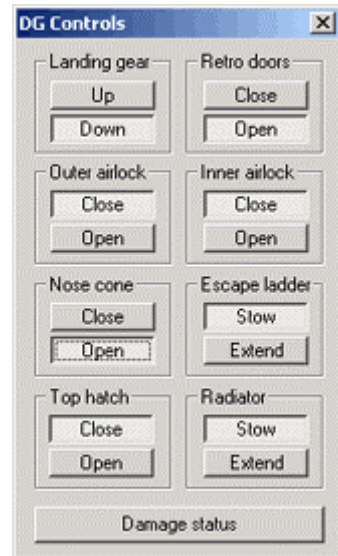 DG Controls
Landing gear
Up
Down
Retro doors
Close
Open
Outer airlock
Close
Open
Inner airlock
Close
Open
Nose cone
Close
Open
Escape ladder
Stow
Extend
Top hatch
Close
Open
Radiator
Stow
Extend
Damage status